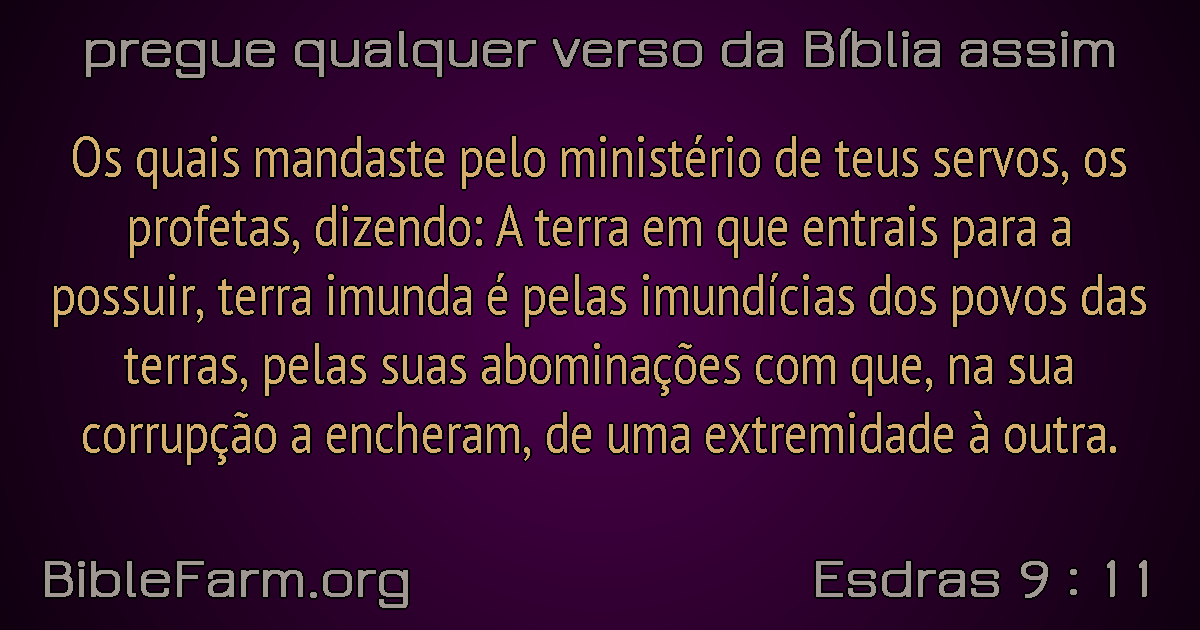 pregue qualquer verso da Bíblia assim
Os quais mandaste pelo ministério de teus servos, os
profetas, dizendo: A terra em que entrais para a
possuir, terra imunda é pelas imundícias dos povos das
terras, pelas suas abominações com que, na sua
corrupção a encheram, de uma extremidade à outra.
BibleFarm.org
Esdras 9 : 11